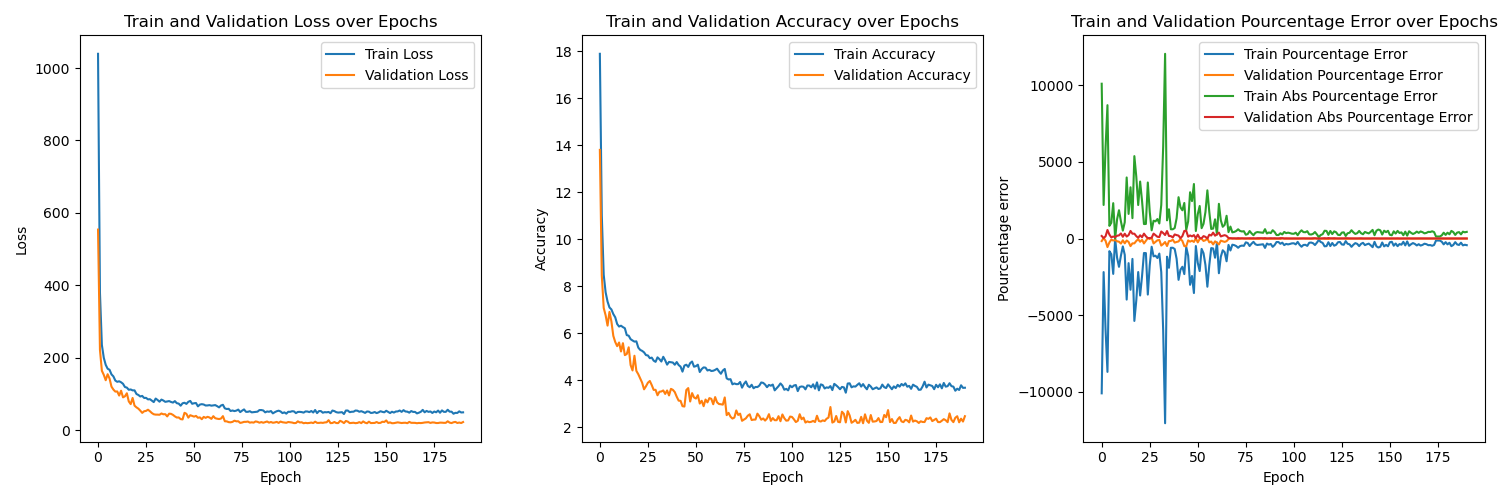 Train and Validation Loss over Epochs
Train Loss
Validation Loss
1000
800
600
400
200
0
Loss
0 25 50 75 100 125 150 175
Epoch
Train and Validation Accuracy over Epochs
Train Accuracy
Validation Accuracy
18
16
14
12
10
8
6
4
2
Accuracy
0 25 50 75 100 125 150 175
Epoch
Train and Validation Pourcentage Error over Epochs
Train Pourcentage Error
Validation Pourcentage Error
Train Abs Pourcentage Error
Validation Abs Pourcentage Error
10000
5000
0
−5000
−10000
Pourcentage error
0 25 50 75 100 125 150 175
Epoch